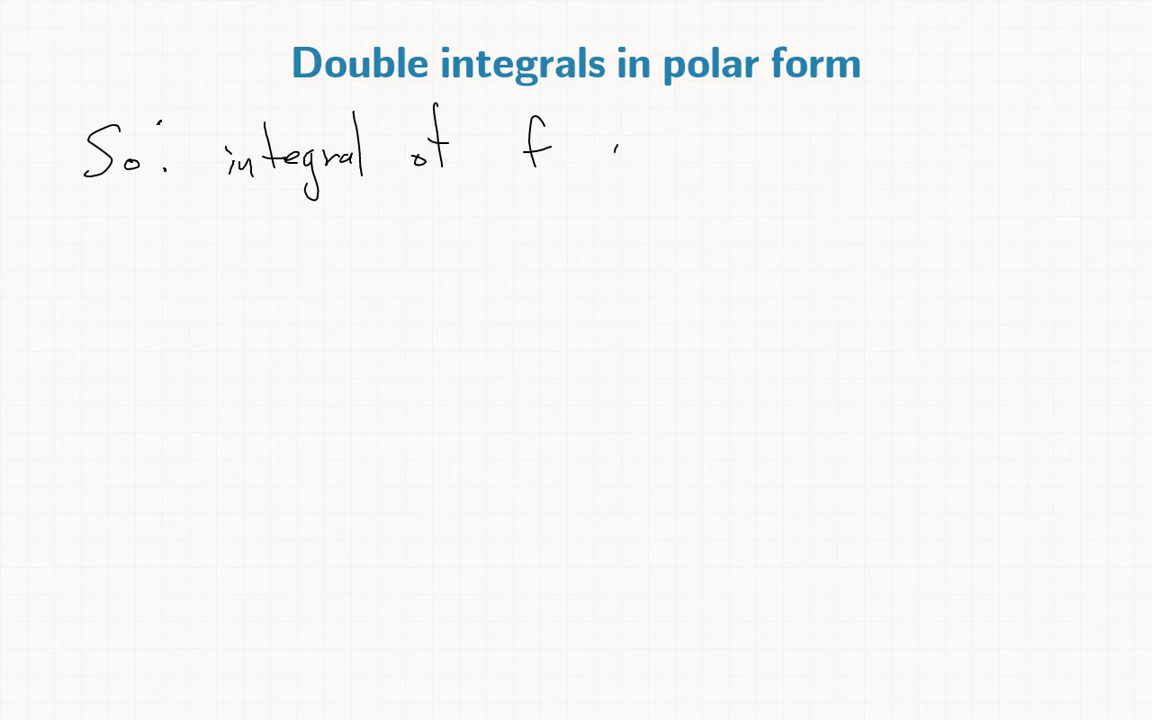 Double integrals in polar form
So: integral of f